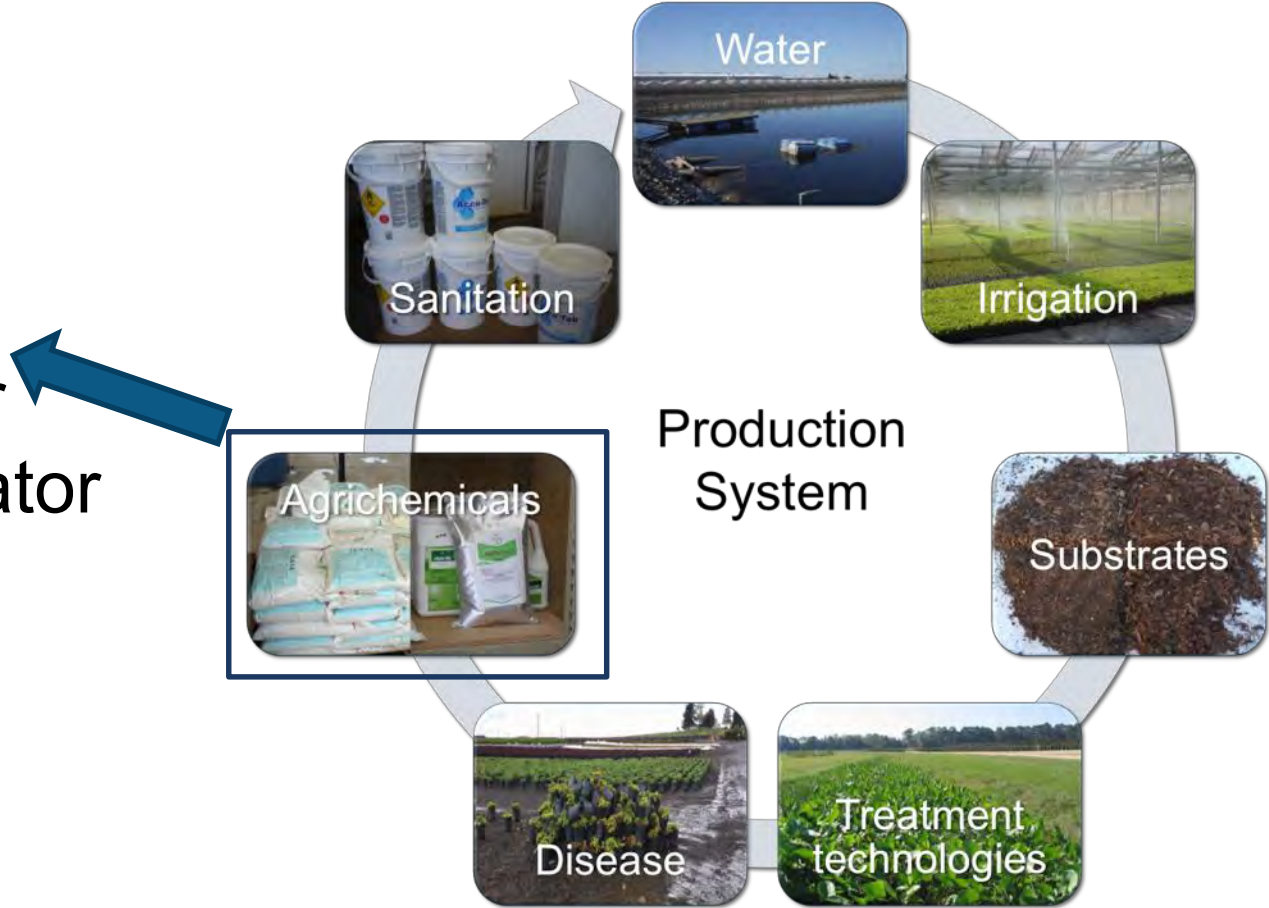 Water
Sanitation
Irrigation
Production
System
ator
Agrichemicals
Substrates
Disease
Treatment
technologies